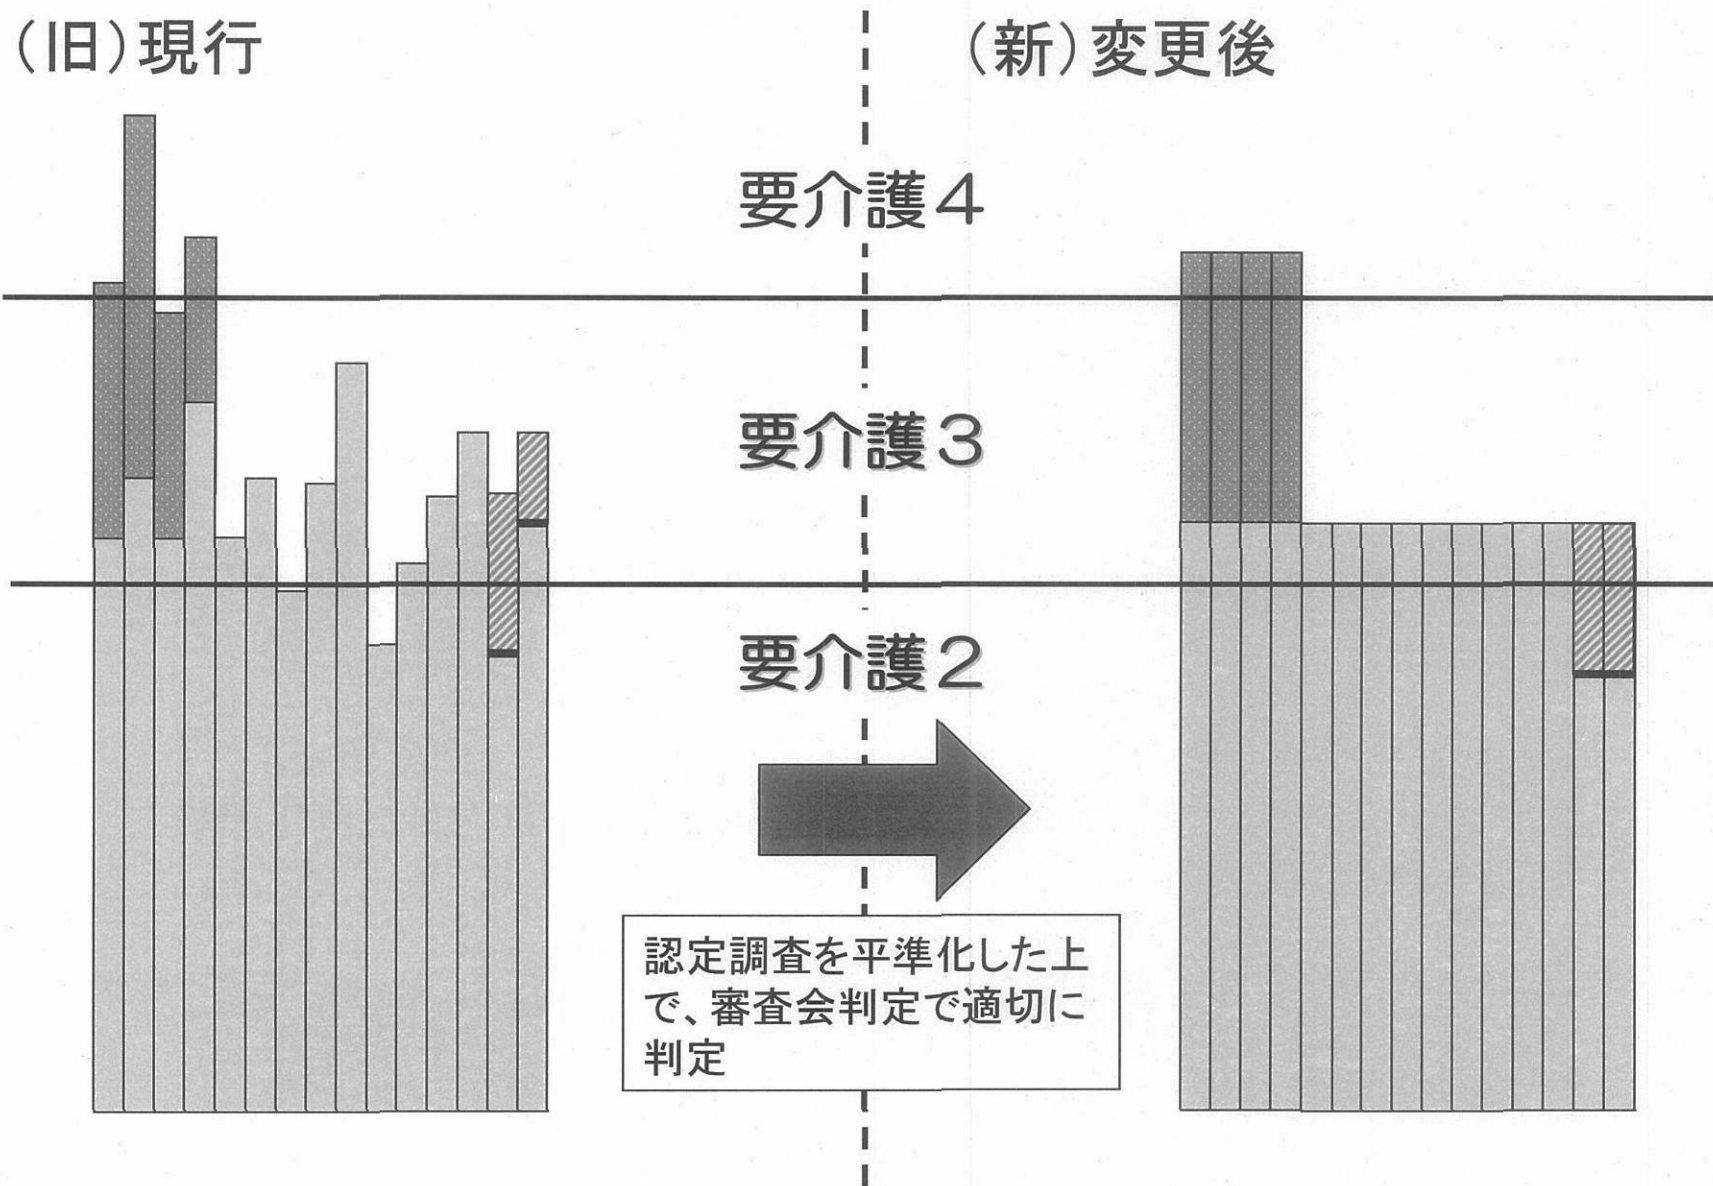 （旧）現行
（新）変更後
要介護４
要介護３
要介護２
認定調査を平準化した上
で、審査会判定で適切に
判定